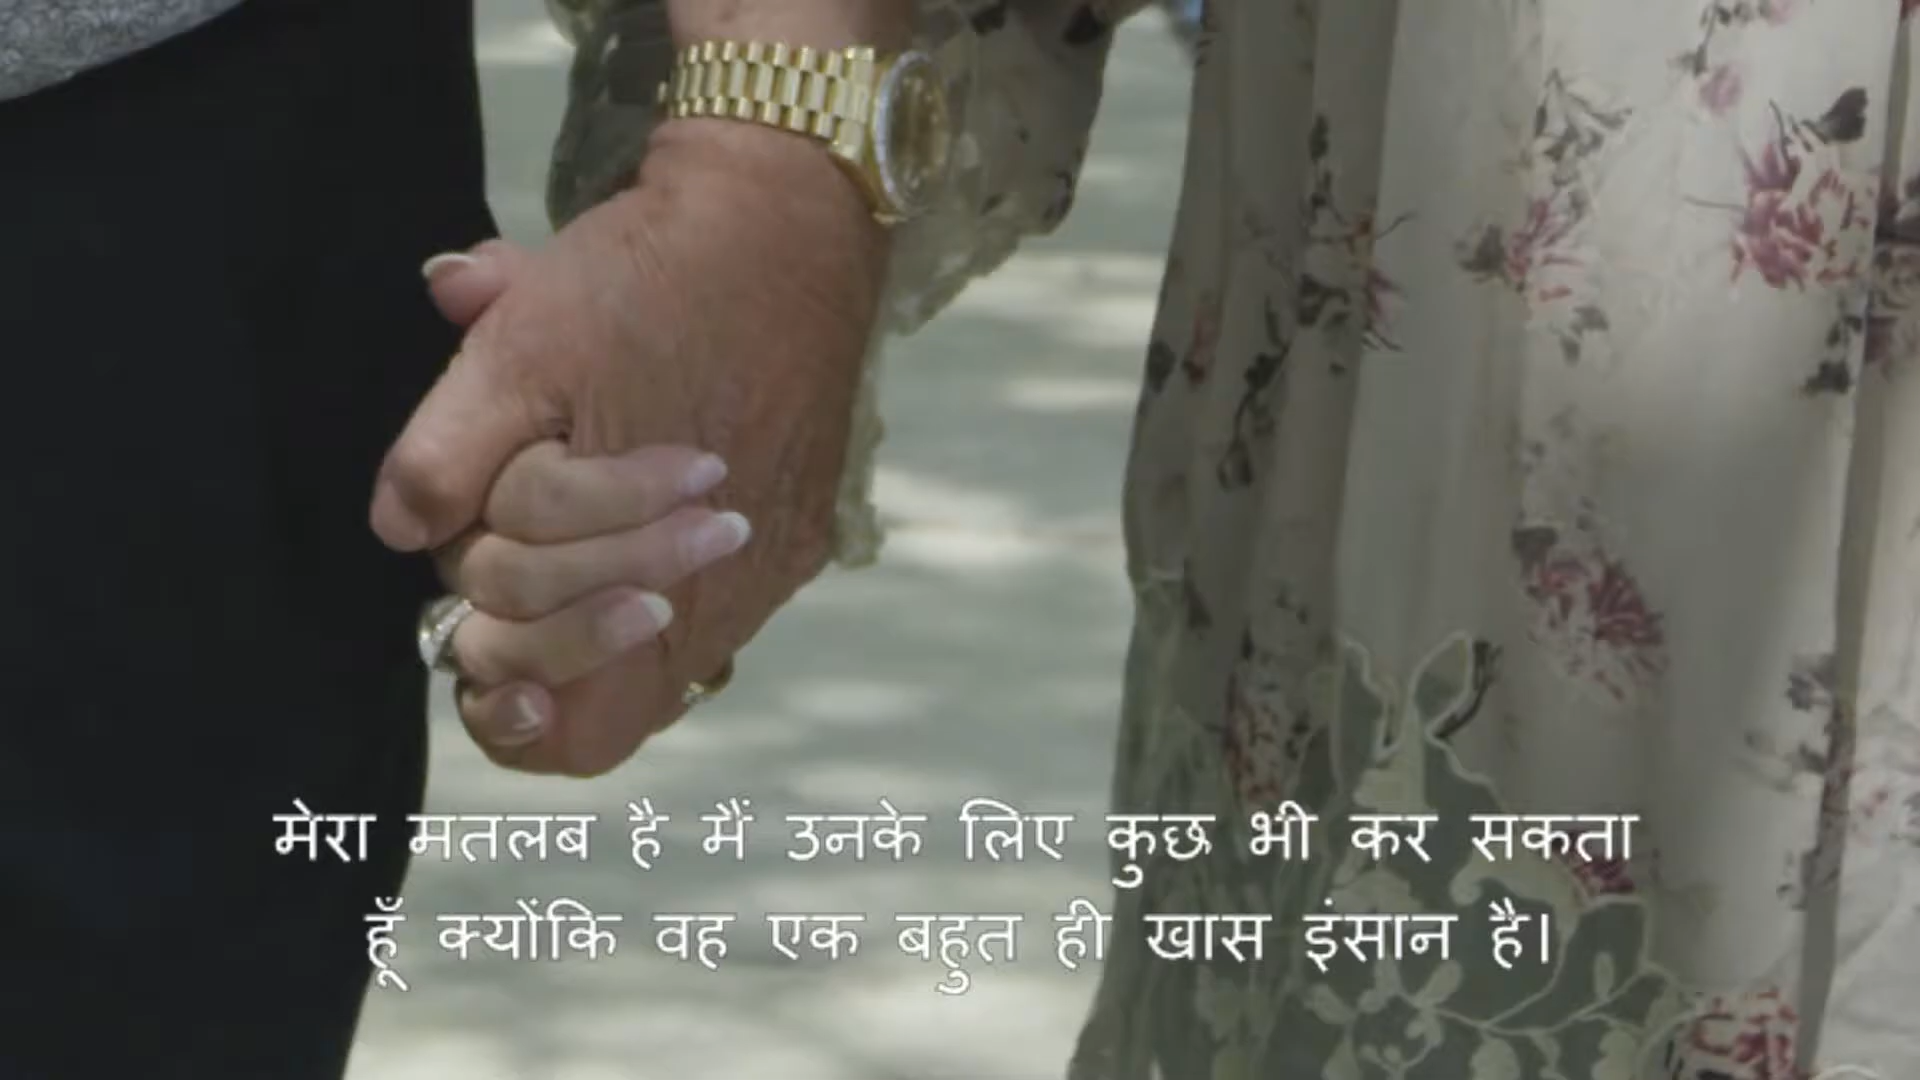 मेरा मतलब है मैं उनके लिए कुछ भी कर सकता
हूँ क्योंकि वह एक बहुत ही खास इंसान है।